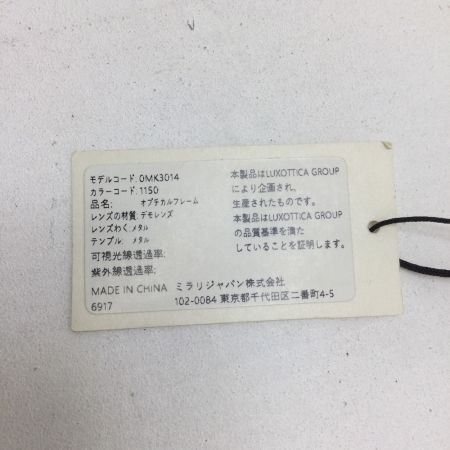 モデルコード: 0MK3014
カラーコード: 1150
品名: オプチカルフレーム
レンズの材質: デモレンズ
レンズわく: メタル
テンプル: メタル
可視光線透過率:
紫外線透過率:
MADE IN CHINA ミラリジャパン株式会社
6917 102-0084 東京都千代田区二番町4-5
本製品はLUXOTTICA GROUP
により企画され,
生産されたものです。
本製品はLUXOTTICA GROUP
の品質基準を満た
していることを証明します。